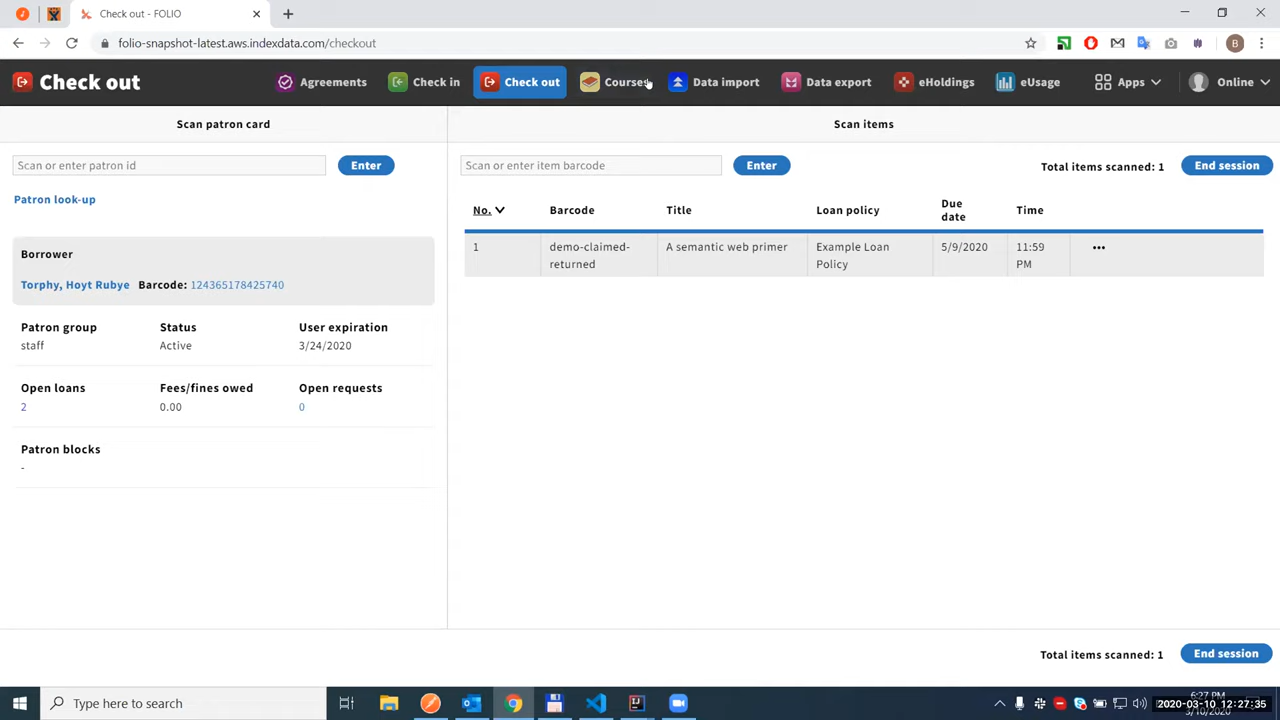 Check out - FOLIO
folio-snapshot-latest.aws.indexdata.com/checkout
B
Check out
Agreements
Check in
Check out
Courses
Data import
Data export
eHoldings
eUsage
Apps
Online
Scan patron card
Scan items
Scan or enter patron id
Enter
Scan or enter item barcode
Enter
Total items scanned: 1
End session
Patron look-up
No. Barcode Title Loan policy Due date Time
1 demo-claimed-returned A semantic web primer Example Loan Policy 5/9/2020 11:59 PM
Borrower
Torphy, Hoyt Rubye Barcode: 124365178425740
Patron group Status User expiration
staff Active 3/24/2020
Open loans Fees/fines owed Open requests
2 0.00 0
Patron blocks
-
Total items scanned: 1
End session
Type here to search
6:27 PM
2020-03-10 12:27:35